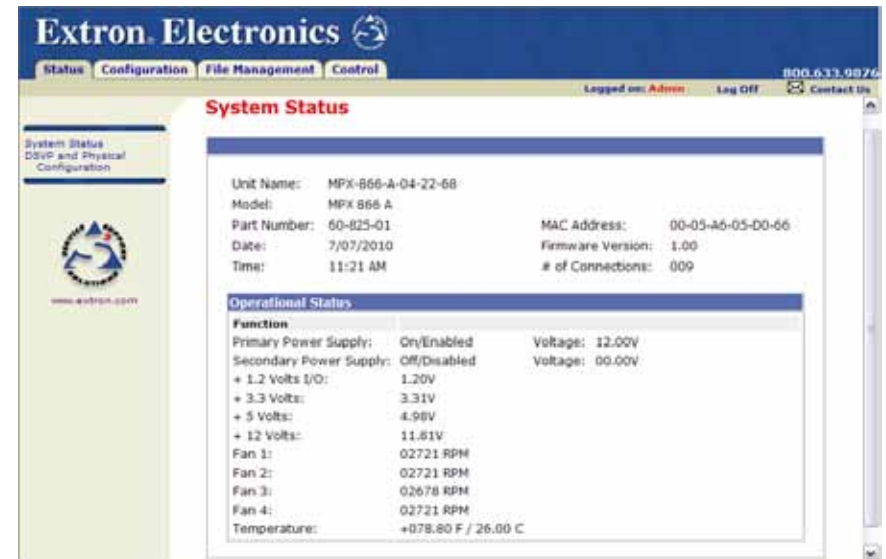 Extron. Electronics
Status Configuration File Management Control
800.633.9876
Logged on: Admin Log Off Contact Us
System Status
System Status
DSVP and Physical
Configuration
Unit Name: MPX-866-A-04-22-68
Model: MPX 866 A
Part Number: 60-825-01 MAC Address: 00-05-A6-05-D0-66
Date: 7/07/2010 Firmware Version: 1.00
Time: 11:21 AM # of Connections: 009
Extron
www.extron.com
Operational Status
Function
Primary Power Supply: On/Enabled Voltage: 12.00V
Secondary Power Supply: Off/Disabled Voltage: 00.00V
+ 1.2 Volts I/O: 1.20V
+ 3.3 Volts: 3.31V
+ 5 Volts: 4.98V
+ 12 Volts: 11.81V
Fan 1: 02721 RPM
Fan 2: 02721 RPM
Fan 3: 02678 RPM
Fan 4: 02721 RPM
Temperature: +078.80 F / 26.00 C